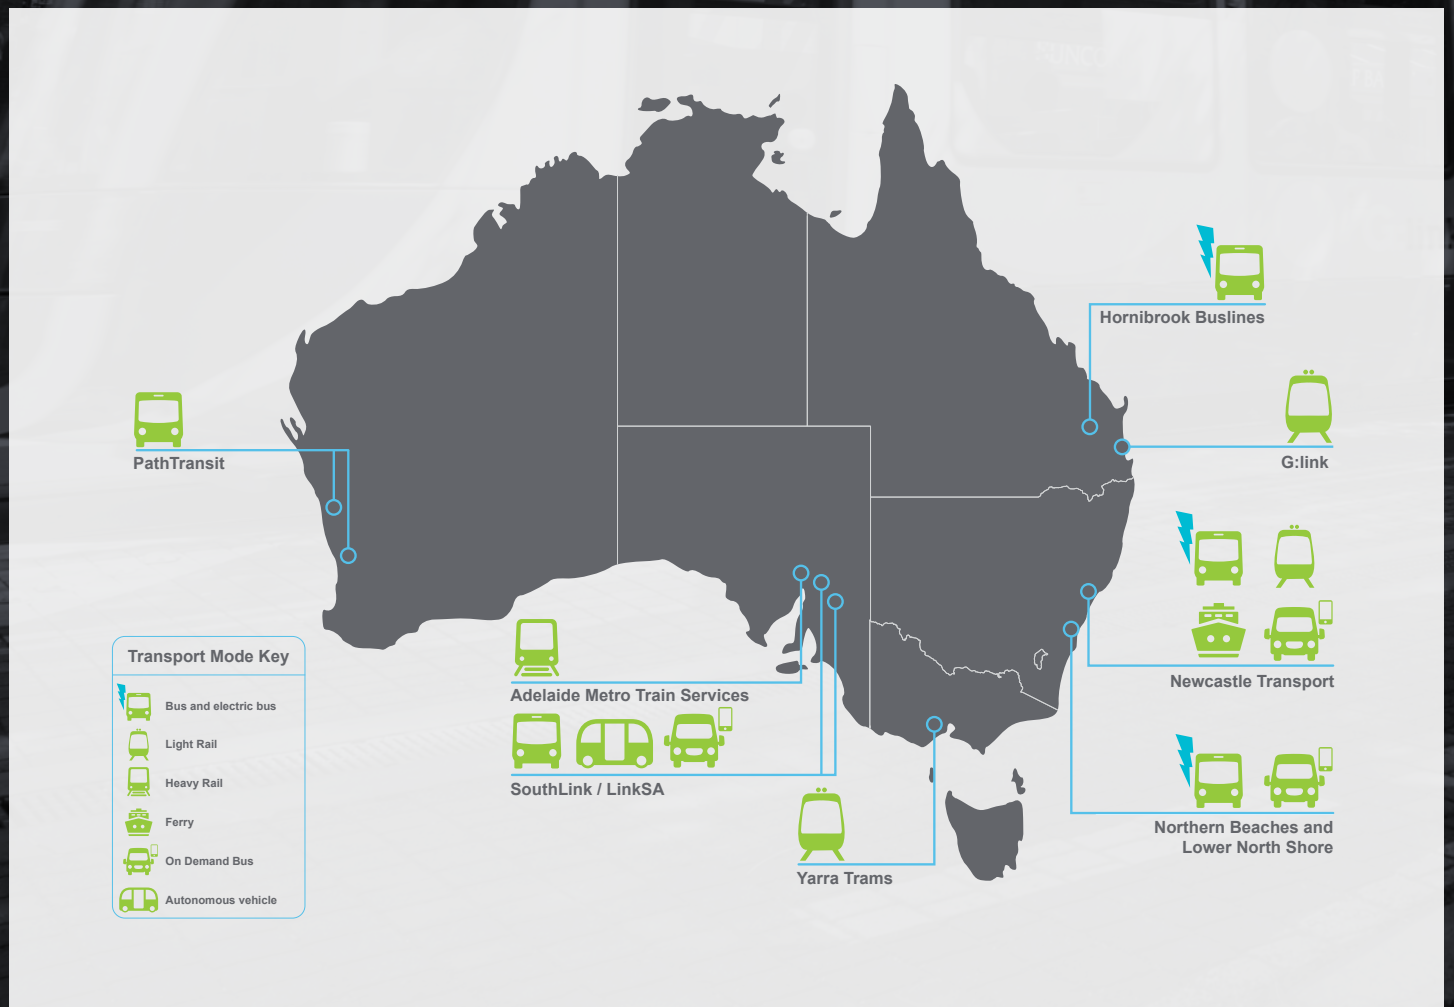 Hornibrook Buslines
G:link
PathTransit
Newcastle Transport
Transport Mode Key
Bus and electric bus
Light Rail
Heavy Rail
Ferry
On Demand Bus
Autonomous vehicle
Adelaide Metro Train Services
SouthLink / LinkSA
Yarra Trams
Northern Beaches and
Lower North Shore